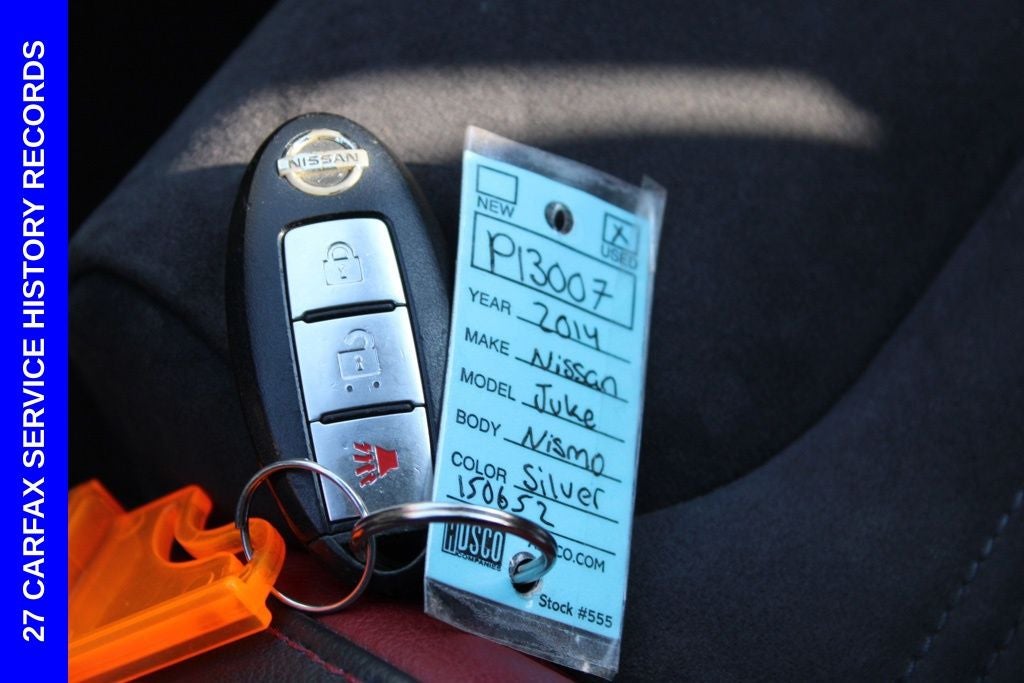 27 CARFAX SERVICE HISTORY RECORDS
NISSAN
NEW
X
USED
P13007
YEAR 2014
MAKE Nissan
MODEL Juke
BODY Nismo
COLOR Silver
150652
HUSCO
COMPANIES
CO.COM
Stock #555